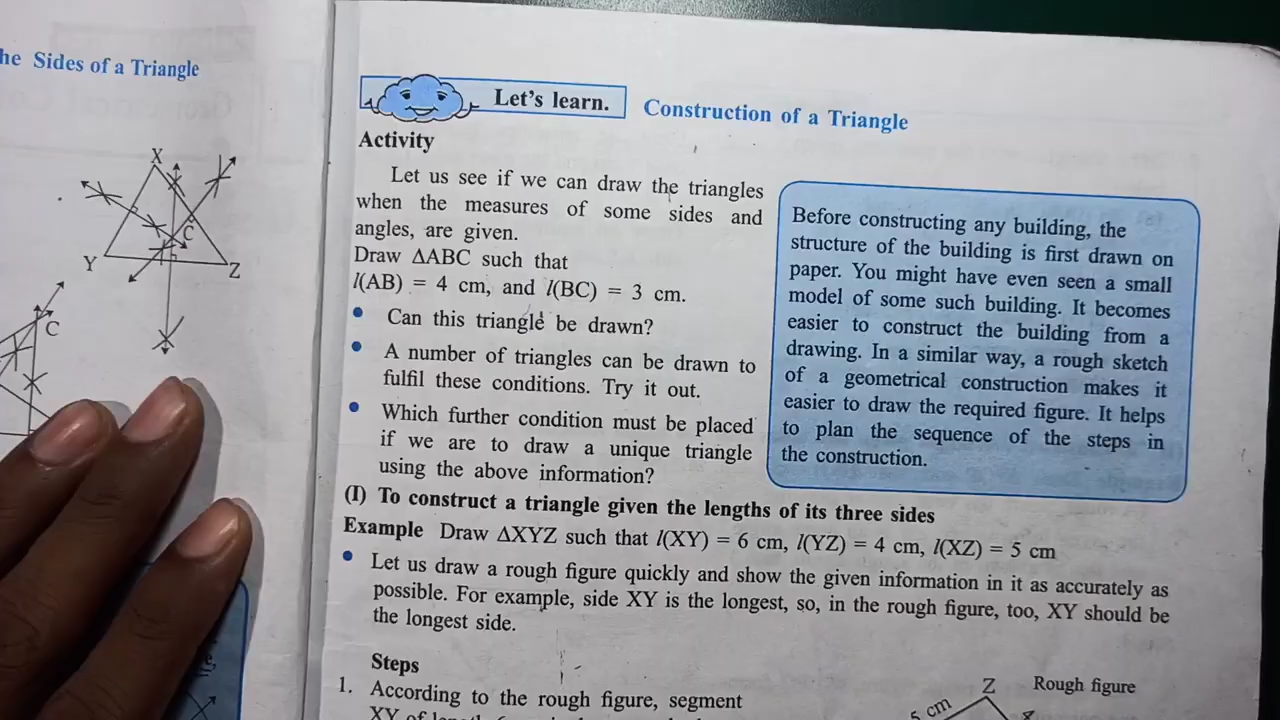 he Sides of a Triangle
X
C
Y
Z
C
Let's learn.
Construction of a Triangle
Activity
Let us see if we can draw the triangles
when the measures of some sides and
angles, are given.
Draw ΔABC such that
l(AB) = 4 cm, and l(BC) = 3 cm.
• Can this triangle be drawn?
• A number of triangles can be drawn to
fulfil these conditions. Try it out.
• Which further condition must be placed
if we are to draw a unique triangle
using the above information?
Before constructing any building, the
structure of the building is first drawn on
paper. You might have even seen a small
model of some such building. It becomes
easier to construct the building from a
drawing. In a similar way, a rough sketch
of a geometrical construction makes it
easier to draw the required figure. It helps
to plan the sequence of the steps in
the construction.
(I) To construct a triangle given the lengths of its three sides
Example Draw ΔXYZ such that l(XY) = 6 cm, l(YZ) = 4 cm, l(XZ) = 5 cm
• Let us draw a rough figure quickly and show the given information in it as accurately as
possible. For example, side XY is the longest, so, in the rough figure, too, XY should be
the longest side.
Steps
1. According to the rough figure, segment
XY of
Z
Rough figure
5 cm